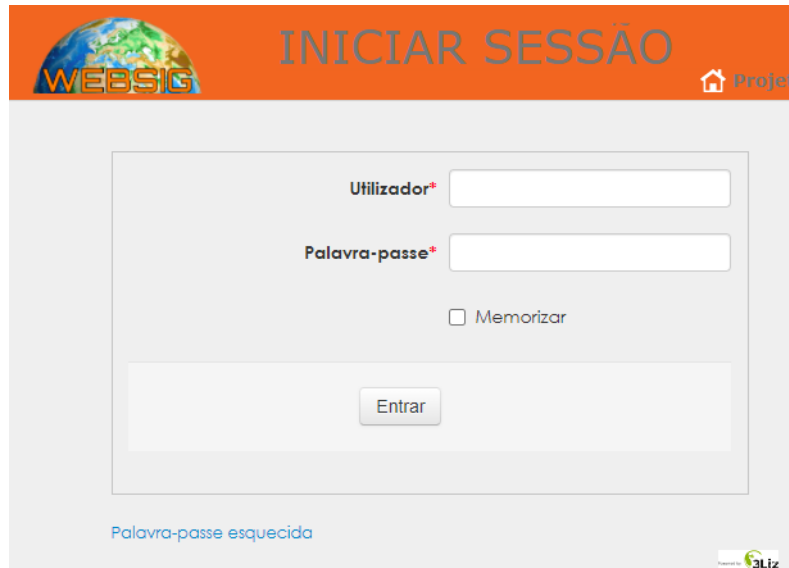 WEBSIG
INICIAR SESSÃO
Proje
Utilizador*
Palavra-passe*
Memorizar
Entrar
Palavra-passe esquecida
3Liz